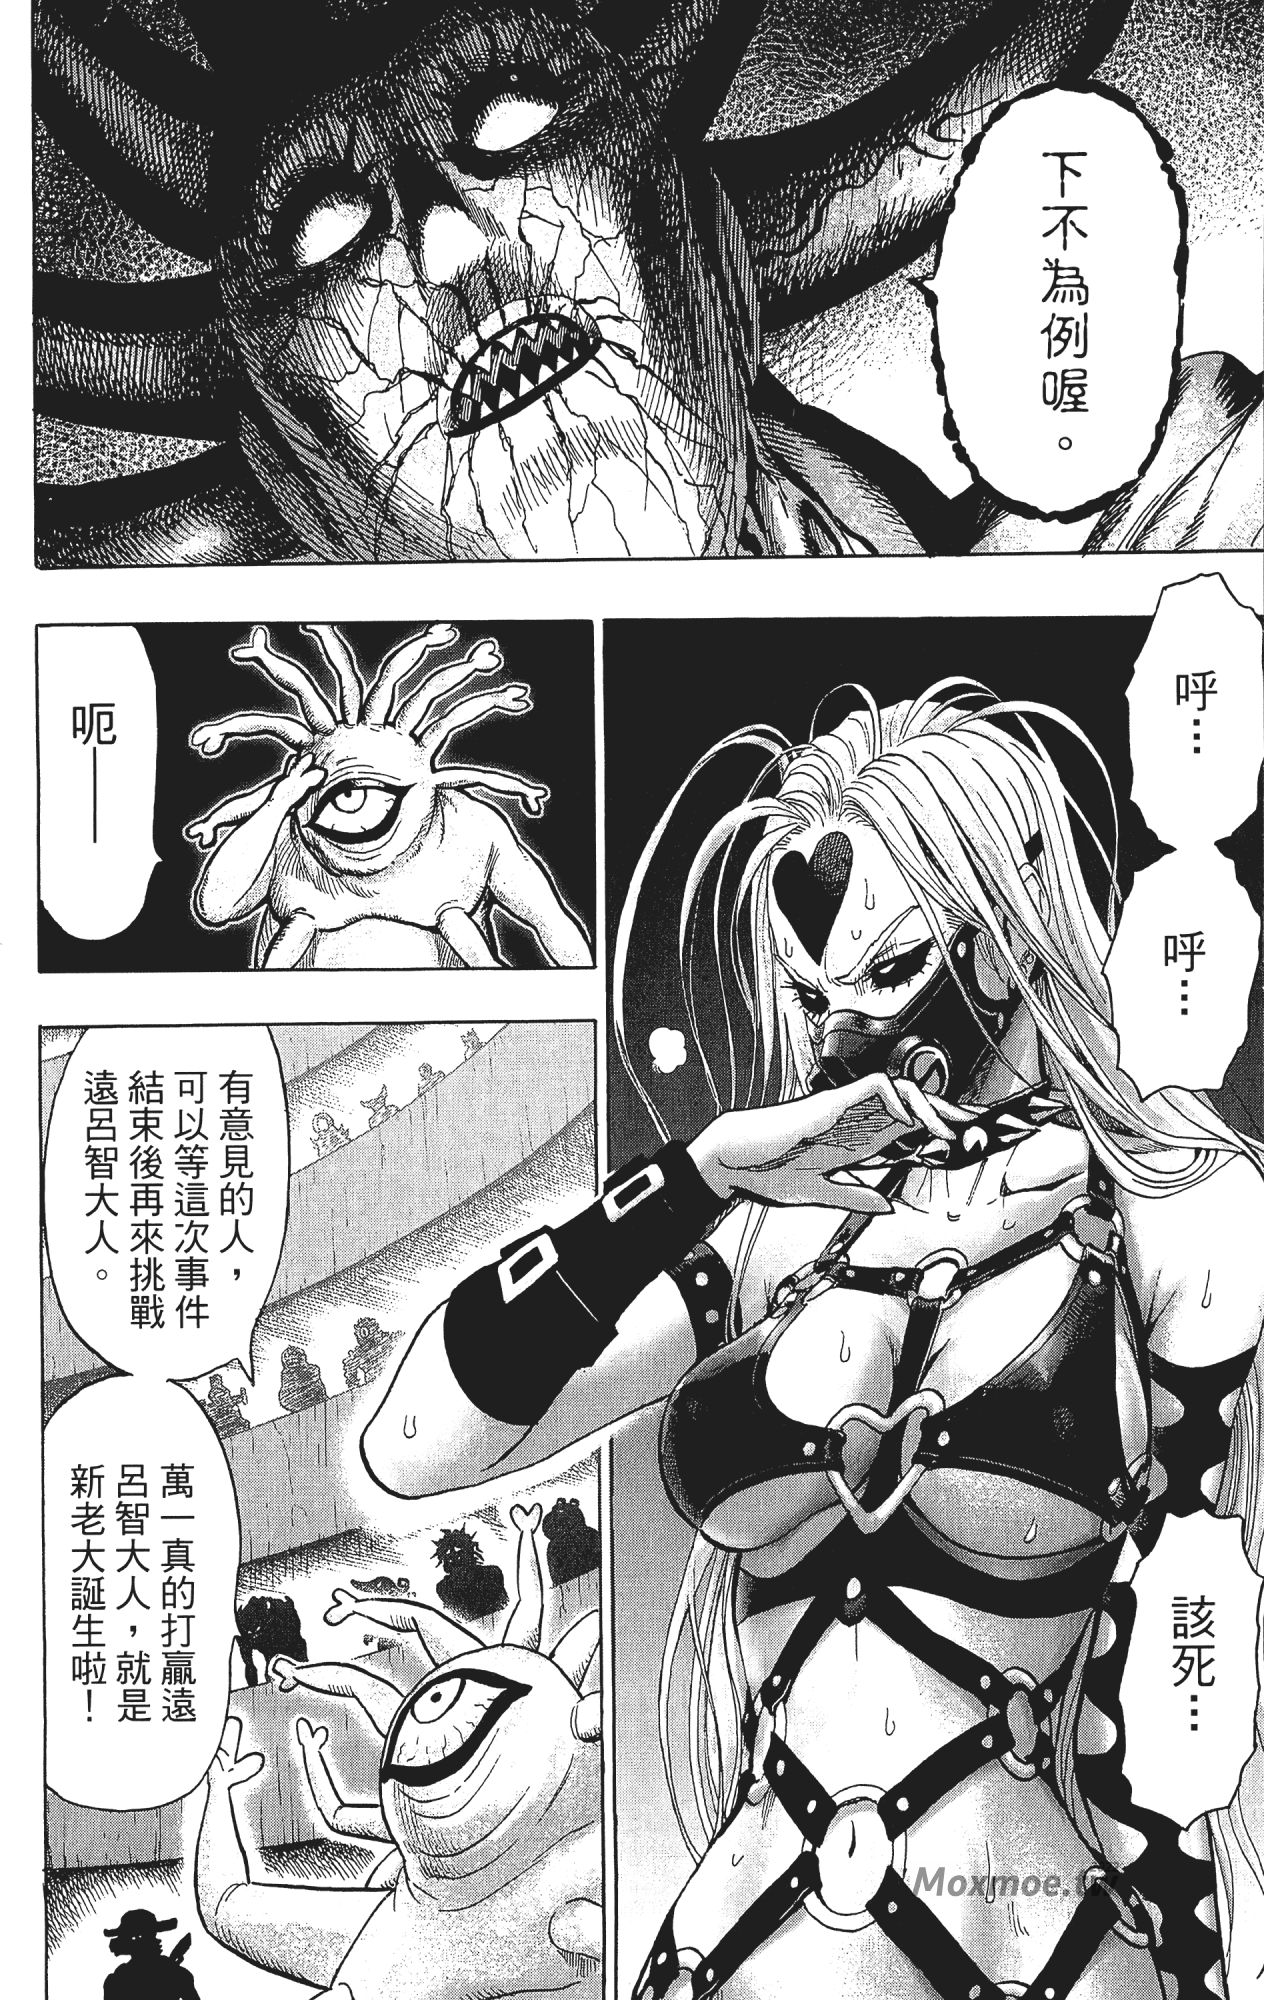 下不為例喔。
呼…
呼…
該死…
呃──
有意見的人，
可以等這次事件
結束後再來挑戰
遠呂智大人。
萬一真的打贏遠
呂智大人，就是
新老大誕生啦！
Moxmoe.tw